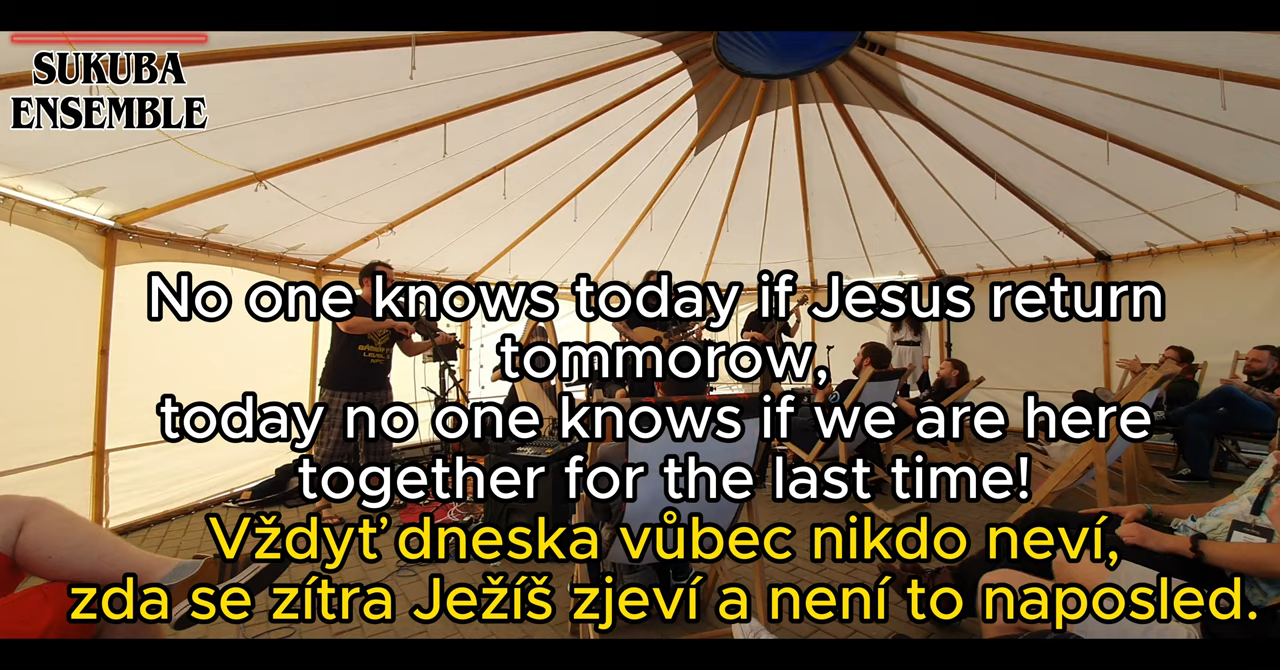 SUKUBA
ENSEMBLE
No one knows today if Jesus return
tommorow,
today no one knows if we are here
together for the last time!
Vždyť dneska vůbec nikdo neví,
zda se zítra Ježíš zjeví a není to naposled.